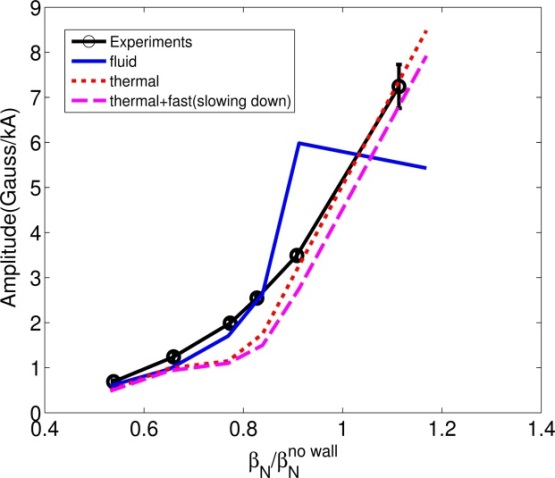 9
8
7
6
5
4
3
2
1
0
Amplitude(Gauss/kA)
Experiments
fluid
thermal
thermal+fast(slowing down)
0.4 0.6 0.8 1 1.2 1.4
β_N/β_N^no wall